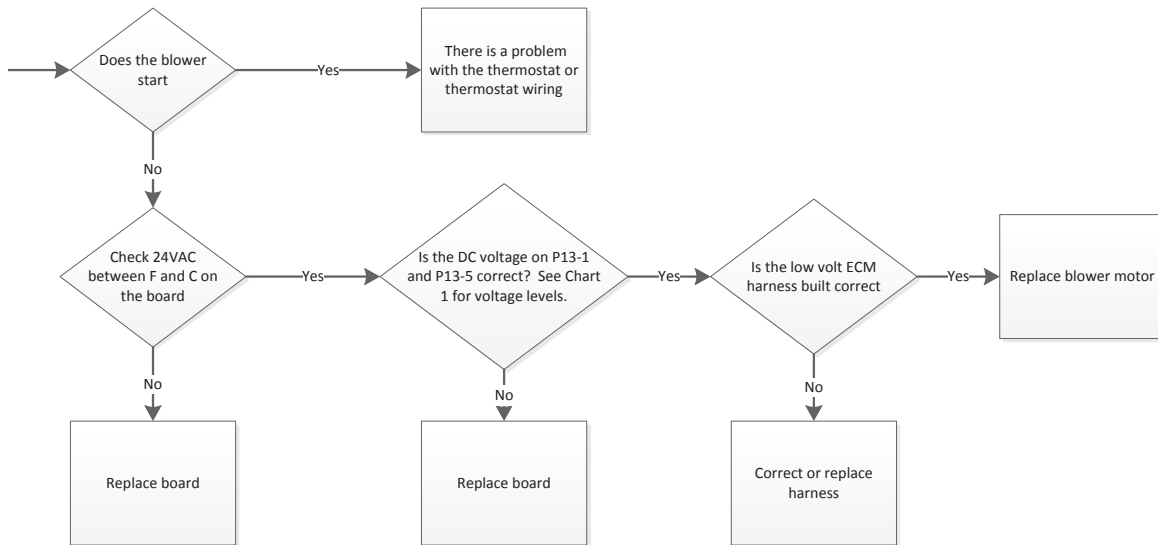 Does the blower
start
Yes
There is a problem
with the thermostat or
thermostat wiring
No
Check 24VAC
between F and C on
the board
Yes
Is the DC voltage on P13-1
and P13-5 correct?  See Chart
1 for voltage levels.
Yes
Is the low volt ECM
harness built correct
Yes
Replace blower motor
No
No
No
Replace board
Replace board
Correct or replace
harness